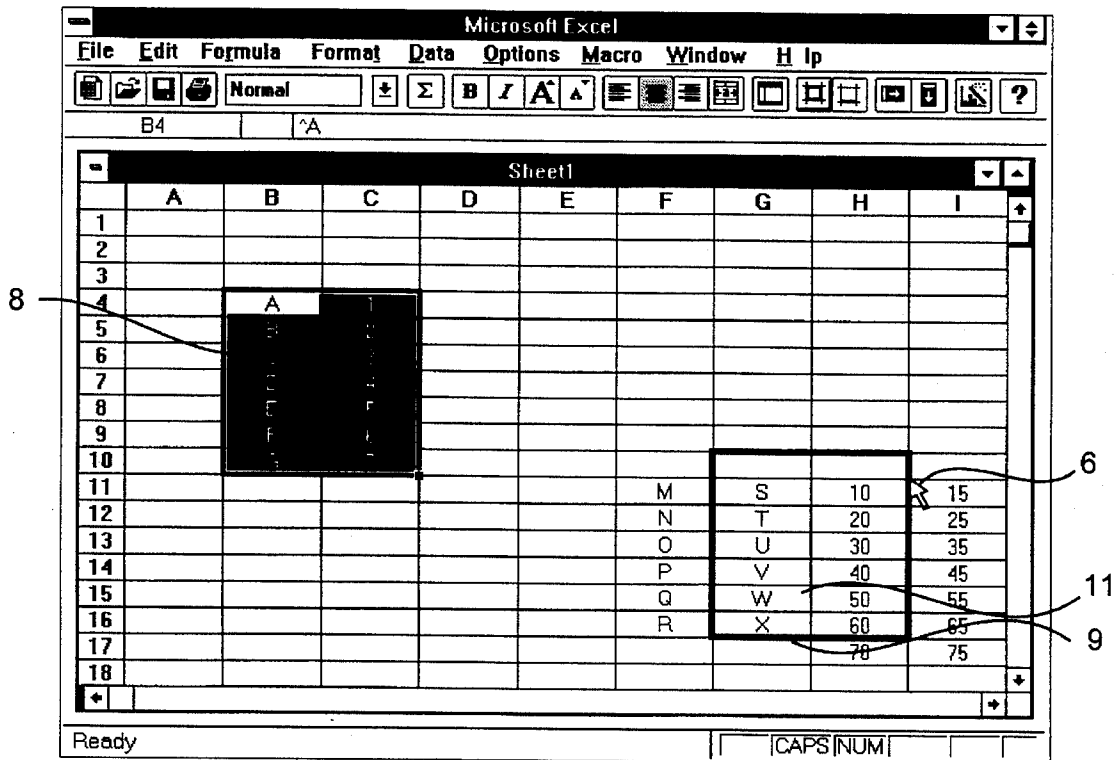 Microsoft Excel
File Edit Formula Format Data Options Macro Window H lp
Normal Σ B I A A ?
B4 ^A
Sheet1
A B C D E F G H I
1
2
3
8 4 A 1
5
6
7
8
9
10
6
11 M S 10 15
12 N T 20 25
13 O U 30 35
14 P V 40 45
11
15 Q W 50 55
16 R X 60 65
9
17 70 75
18
Ready CAPS NUM